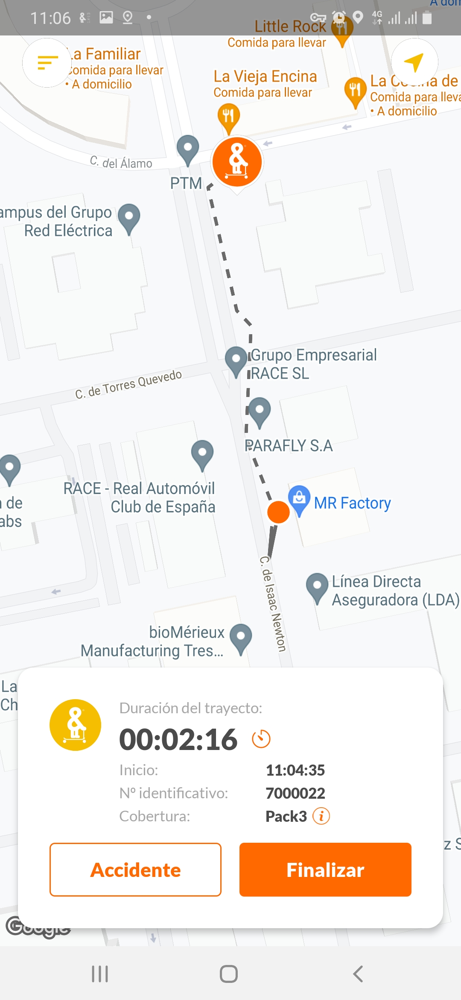 11:06
4G
A dom
Little Rock
Comida para llevar
La Familiar
Comida para llevar
• A domicilio
La Vieja Encina
Comida para llevar
La Cocina de
Comida para lleva
• A domicilio
C. del Álamo
PTM
ampus del Grupo
Red Eléctrica
Grupo Empresarial
RACE SL
C. de Torres Quevedo
PARAFLY S.A
RACE - Real Automóvil
Club de España
MR Factory
n de
abs
C. de Isaac Newton
Línea Directa
Aseguradora (LDA)
bioMérieux
Manufacturing Tres...
La
Ch
Duración del trayecto:
00:02:16
Inicio: 11:04:35
Nº identificativo: 7000022
Cobertura: Pack3 i
z S
Accidente
Finalizar
Google